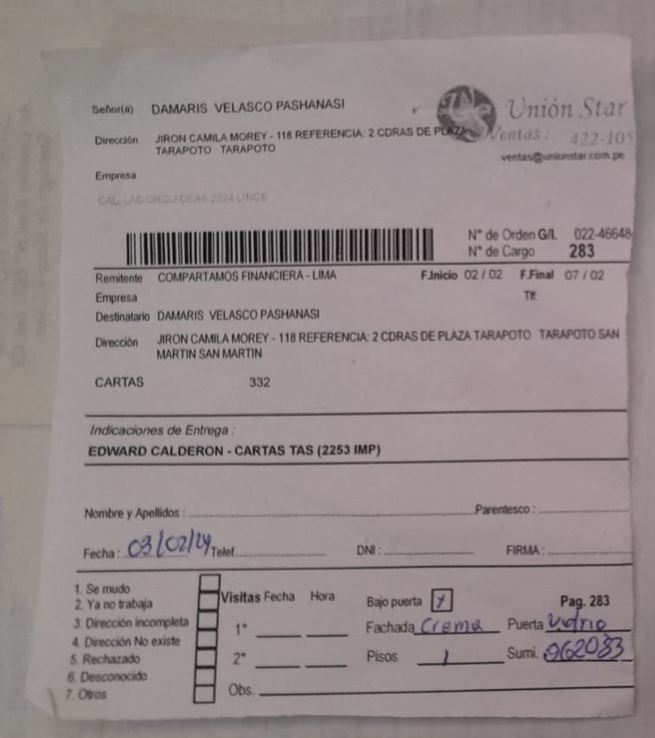 Señor(a) DAMARIS VELASCO PASHANASI
Unión Star
Dirección JIRON CAMILA MOREY - 118 REFERENCIA: 2 CDRAS DE PLAZA
TARAPOTO TARAPOTO
Ventas: 422-105
ventas@unionstar.com.pe
Empresa
CAL. LAS ORQUIDEAS 2624 LINCE
N° de Orden G/L 022-46648
N° de Cargo 283
Remitente COMPARTAMOS FINANCIERA - LIMA F.Inicio 02 / 02 F.Final 07 / 02
Empresa Tlf.
Destinatario DAMARIS VELASCO PASHANASI
Dirección JIRON CAMILA MOREY - 118 REFERENCIA: 2 CDRAS DE PLAZA TARAPOTO TARAPOTO SAN
MARTIN SAN MARTIN
CARTAS 332
Indicaciones de Entrega :
EDWARD CALDERON - CARTAS TAS (2253 IMP)
Nombre y Apellidos : Parentesco :
Fecha : 03/02/24 Telef. DNI : FIRMA :
1. Se mudo
2. Ya no trabaja
3. Dirección incompleta
4. Dirección No existe
5. Rechazado
6. Desconocido
7. Otros
Visitas Fecha Hora
1°
2°
Obs.
Bajo puerta x Pag. 283
Fachada Crema Puerta Vidrio
Pisos 1 Sumi. 962083